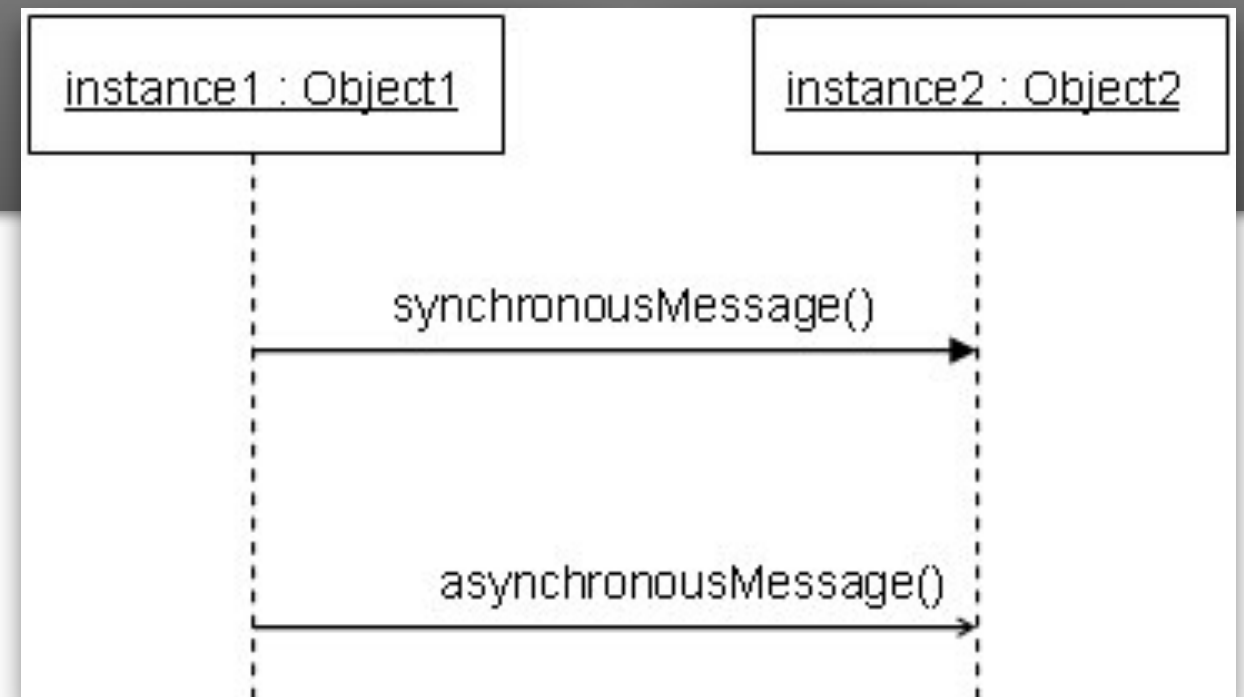 instance1 : Object1
instance2 : Object2
synchronousMessage()
asynchronousMessage()